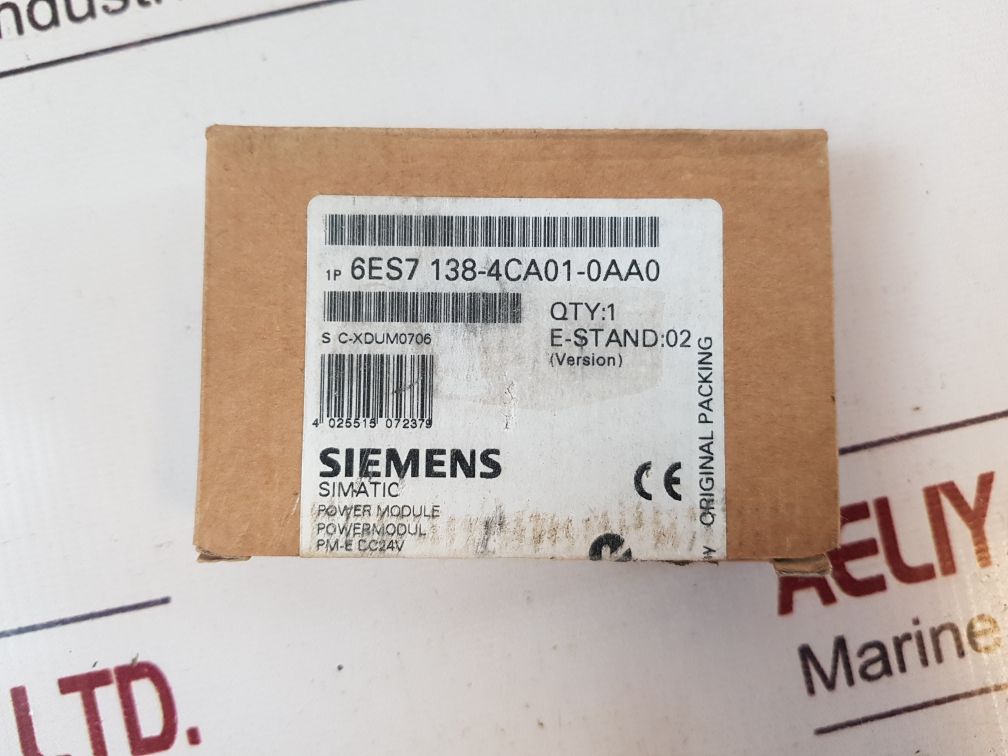 1P 6ES7 138-4CA01-0AA0
QTY:1
S C-XDUM0706
E-STAND:02
(Version)
4 025515 072379
SIEMENS
SIMATIC
POWER MODULE
POWERMODUL
PM-E DC24V
CE
ORIGINAL PACKING
LTD.
AELIY
Marine